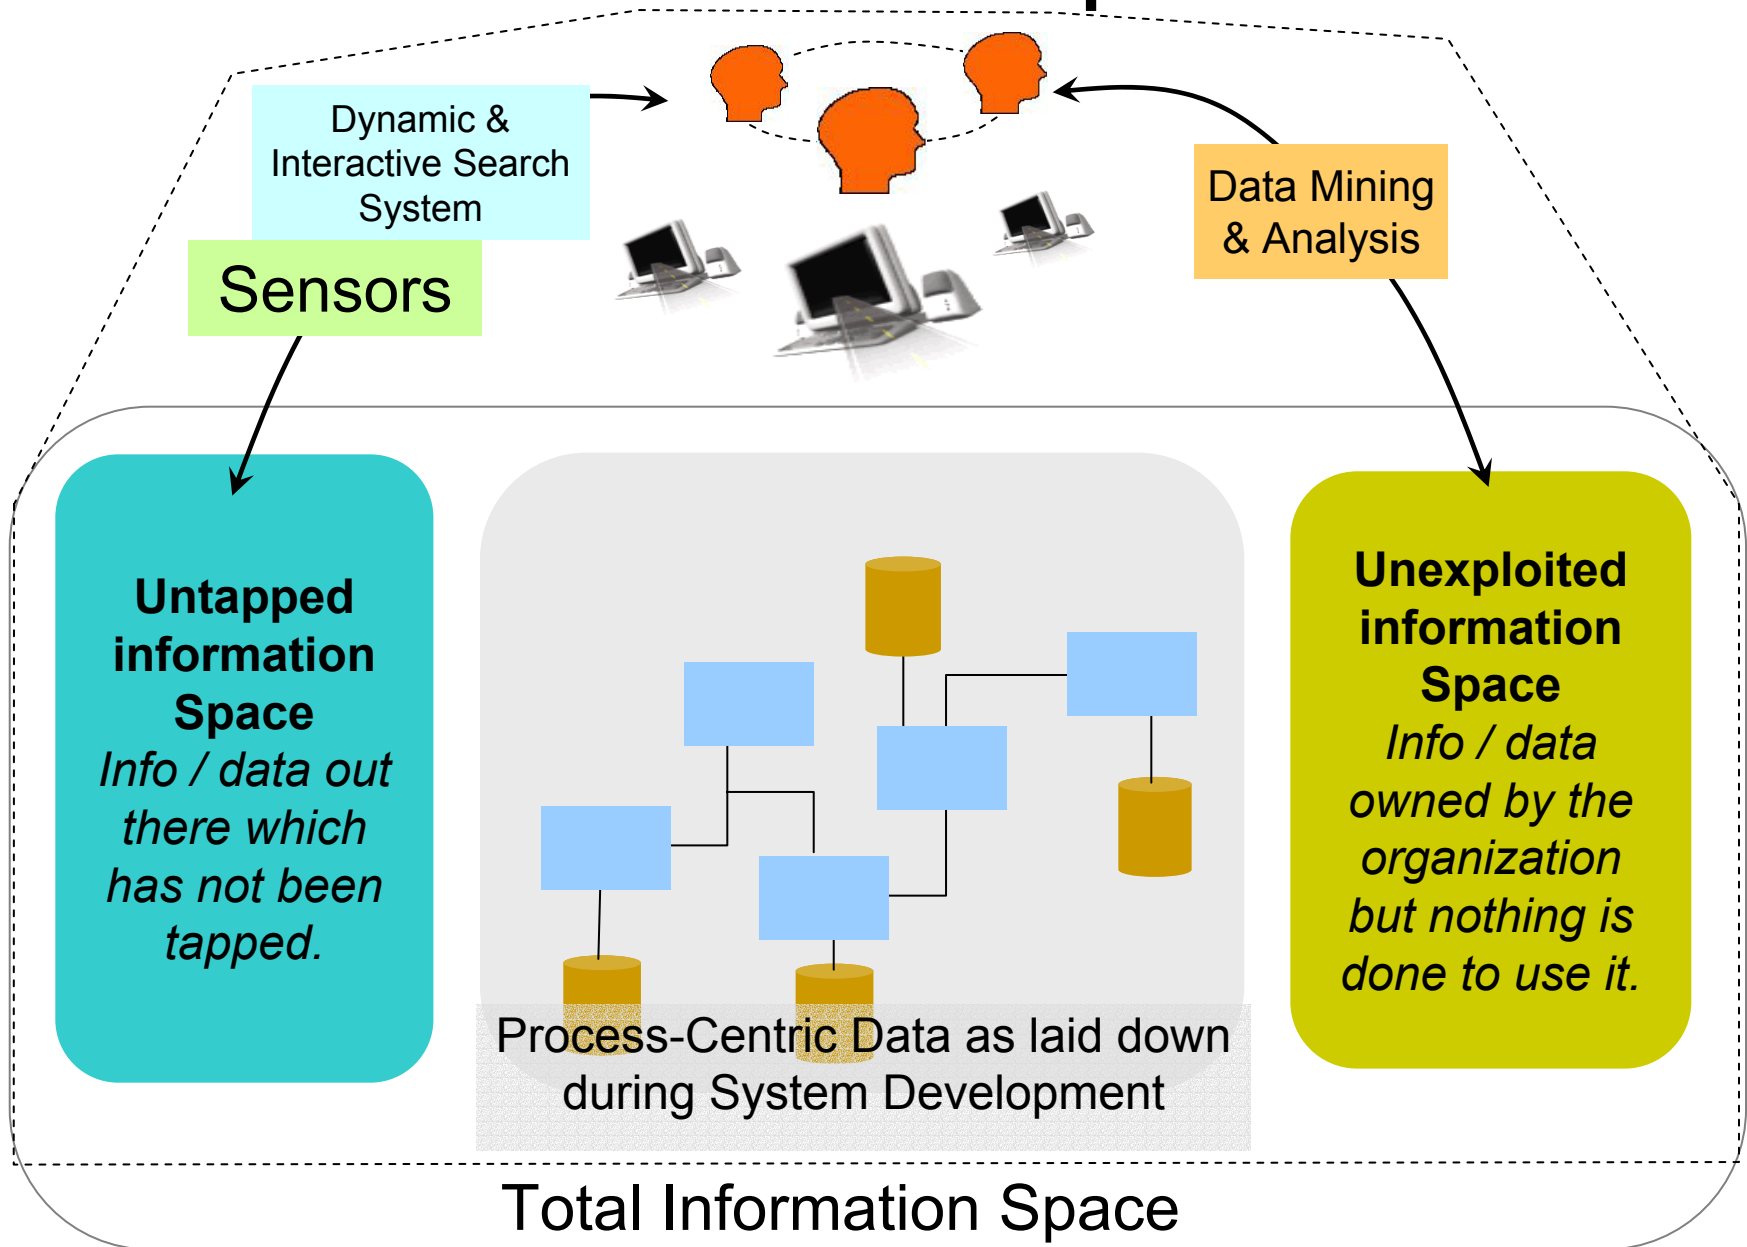 Dynamic &
Interactive Search
System
Sensors
Data Mining
& Analysis
Untapped
information
Space
Info / data out
there which
has not been
tapped.
Process-Centric Data as laid down
during System Development
Unexploited
information
Space
Info / data
owned by the
organization
but nothing is
done to use it.
Total Information Space